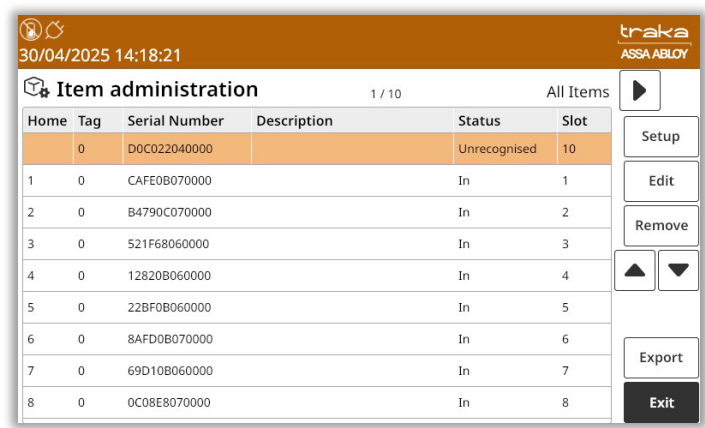 traka
30/04/2025 14:18:21
ASSA ABLOY
Item administration 1 / 10 All Items
Home Tag Serial Number Description Status Slot
0 D0C022040000 Unrecognised 10
1 0 CAFE0B070000 In 1
2 0 B4790C070000 In 2
3 0 521F68060000 In 3
4 0 12820B060000 In 4
5 0 22BF0B060000 In 5
6 0 8AFD0B070000 In 6
7 0 69D10B060000 In 7
8 0 0C08E8070000 In 8
Setup
Edit
Remove
Export
Exit